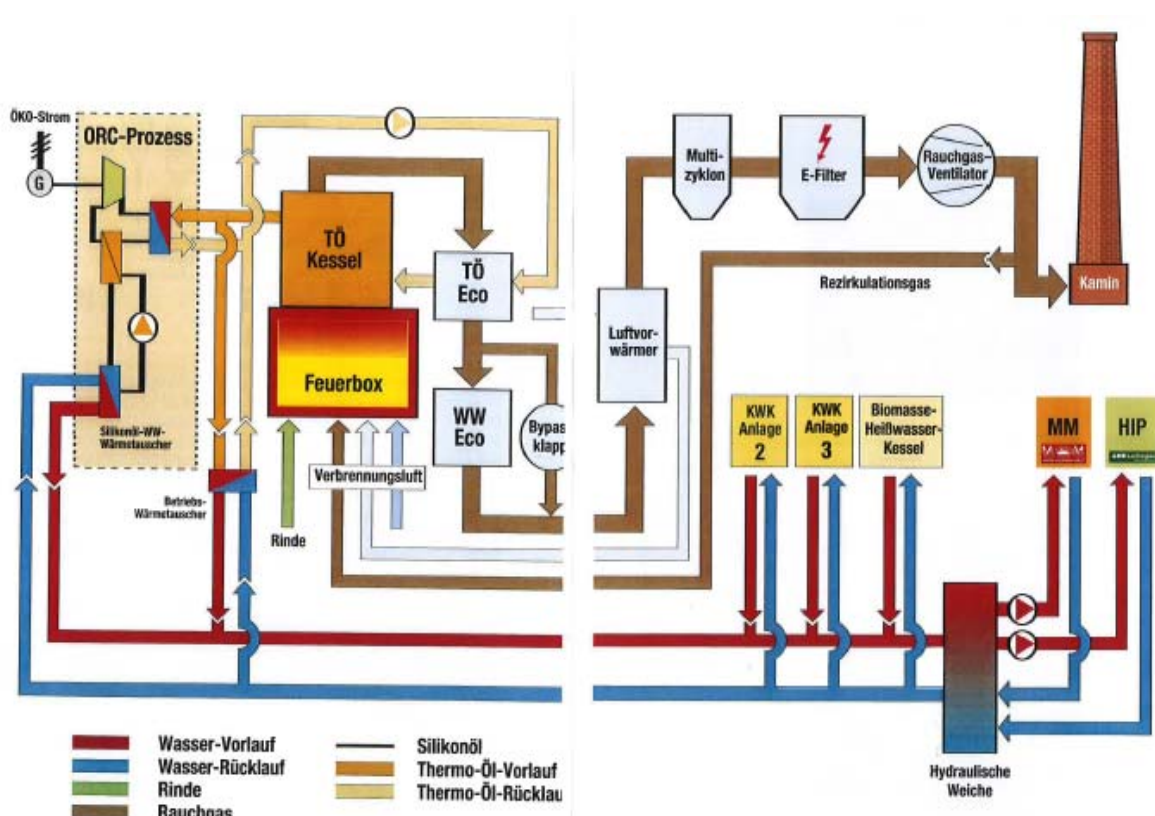 ÖKO-Strom
G
ORC-Prozess
Silikonöl-WW-
Wärmetauscher
Betriebs-
Wärmetauscher
TÖ
Kessel
Feuerbox
TÖ
Eco
WW
Eco
Bypas
klapp
Verbrennungsluft
Rinde
Luftvor-
wärmer
Multi-
zyklon
E-Filter
Rauchgas-
Ventilator
Rezirkulationsgas
Kamin
KWK
Anlage
2
KWK
Anlage
3
Biomasse-
Heißwasser-
Kessel
MM
HIP
Hydraulische
Weiche
Wasser-Vorlauf
Wasser-Rücklauf
Rinde
Rauchgas
Silikonöl
Thermo-Öl-Vorlauf
Thermo-Öl-Rücklau